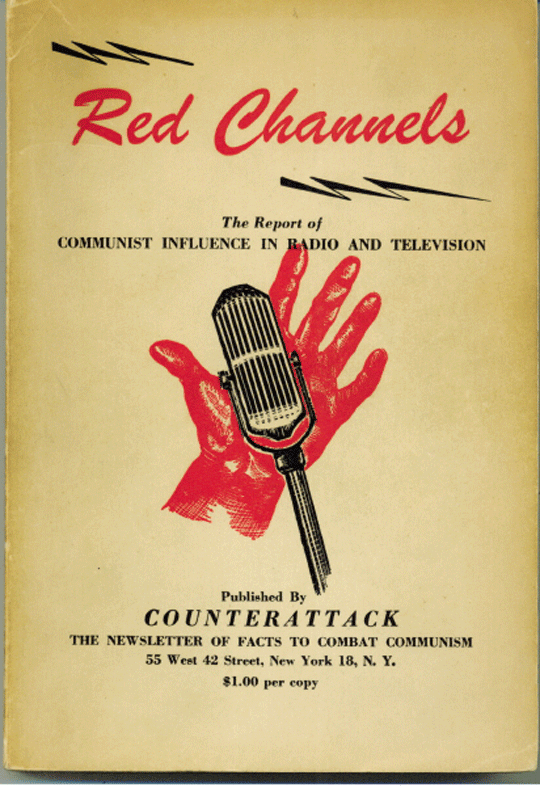 Red Channels
The Report of
COMMUNIST INFLUENCE IN RADIO AND TELEVISION
Published By
COUNTERATTACK
THE NEWSLETTER OF FACTS TO COMBAT COMMUNISM
55 West 42 Street, New York 18, N. Y.
$1.00 per copy